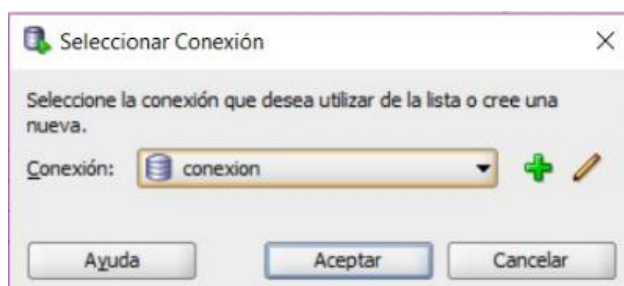 Seleccionar Conexión
Seleccione la conexión que desea utilizar de la lista o cree una
nueva.
Conexión: conexion
Ayuda Aceptar Cancelar